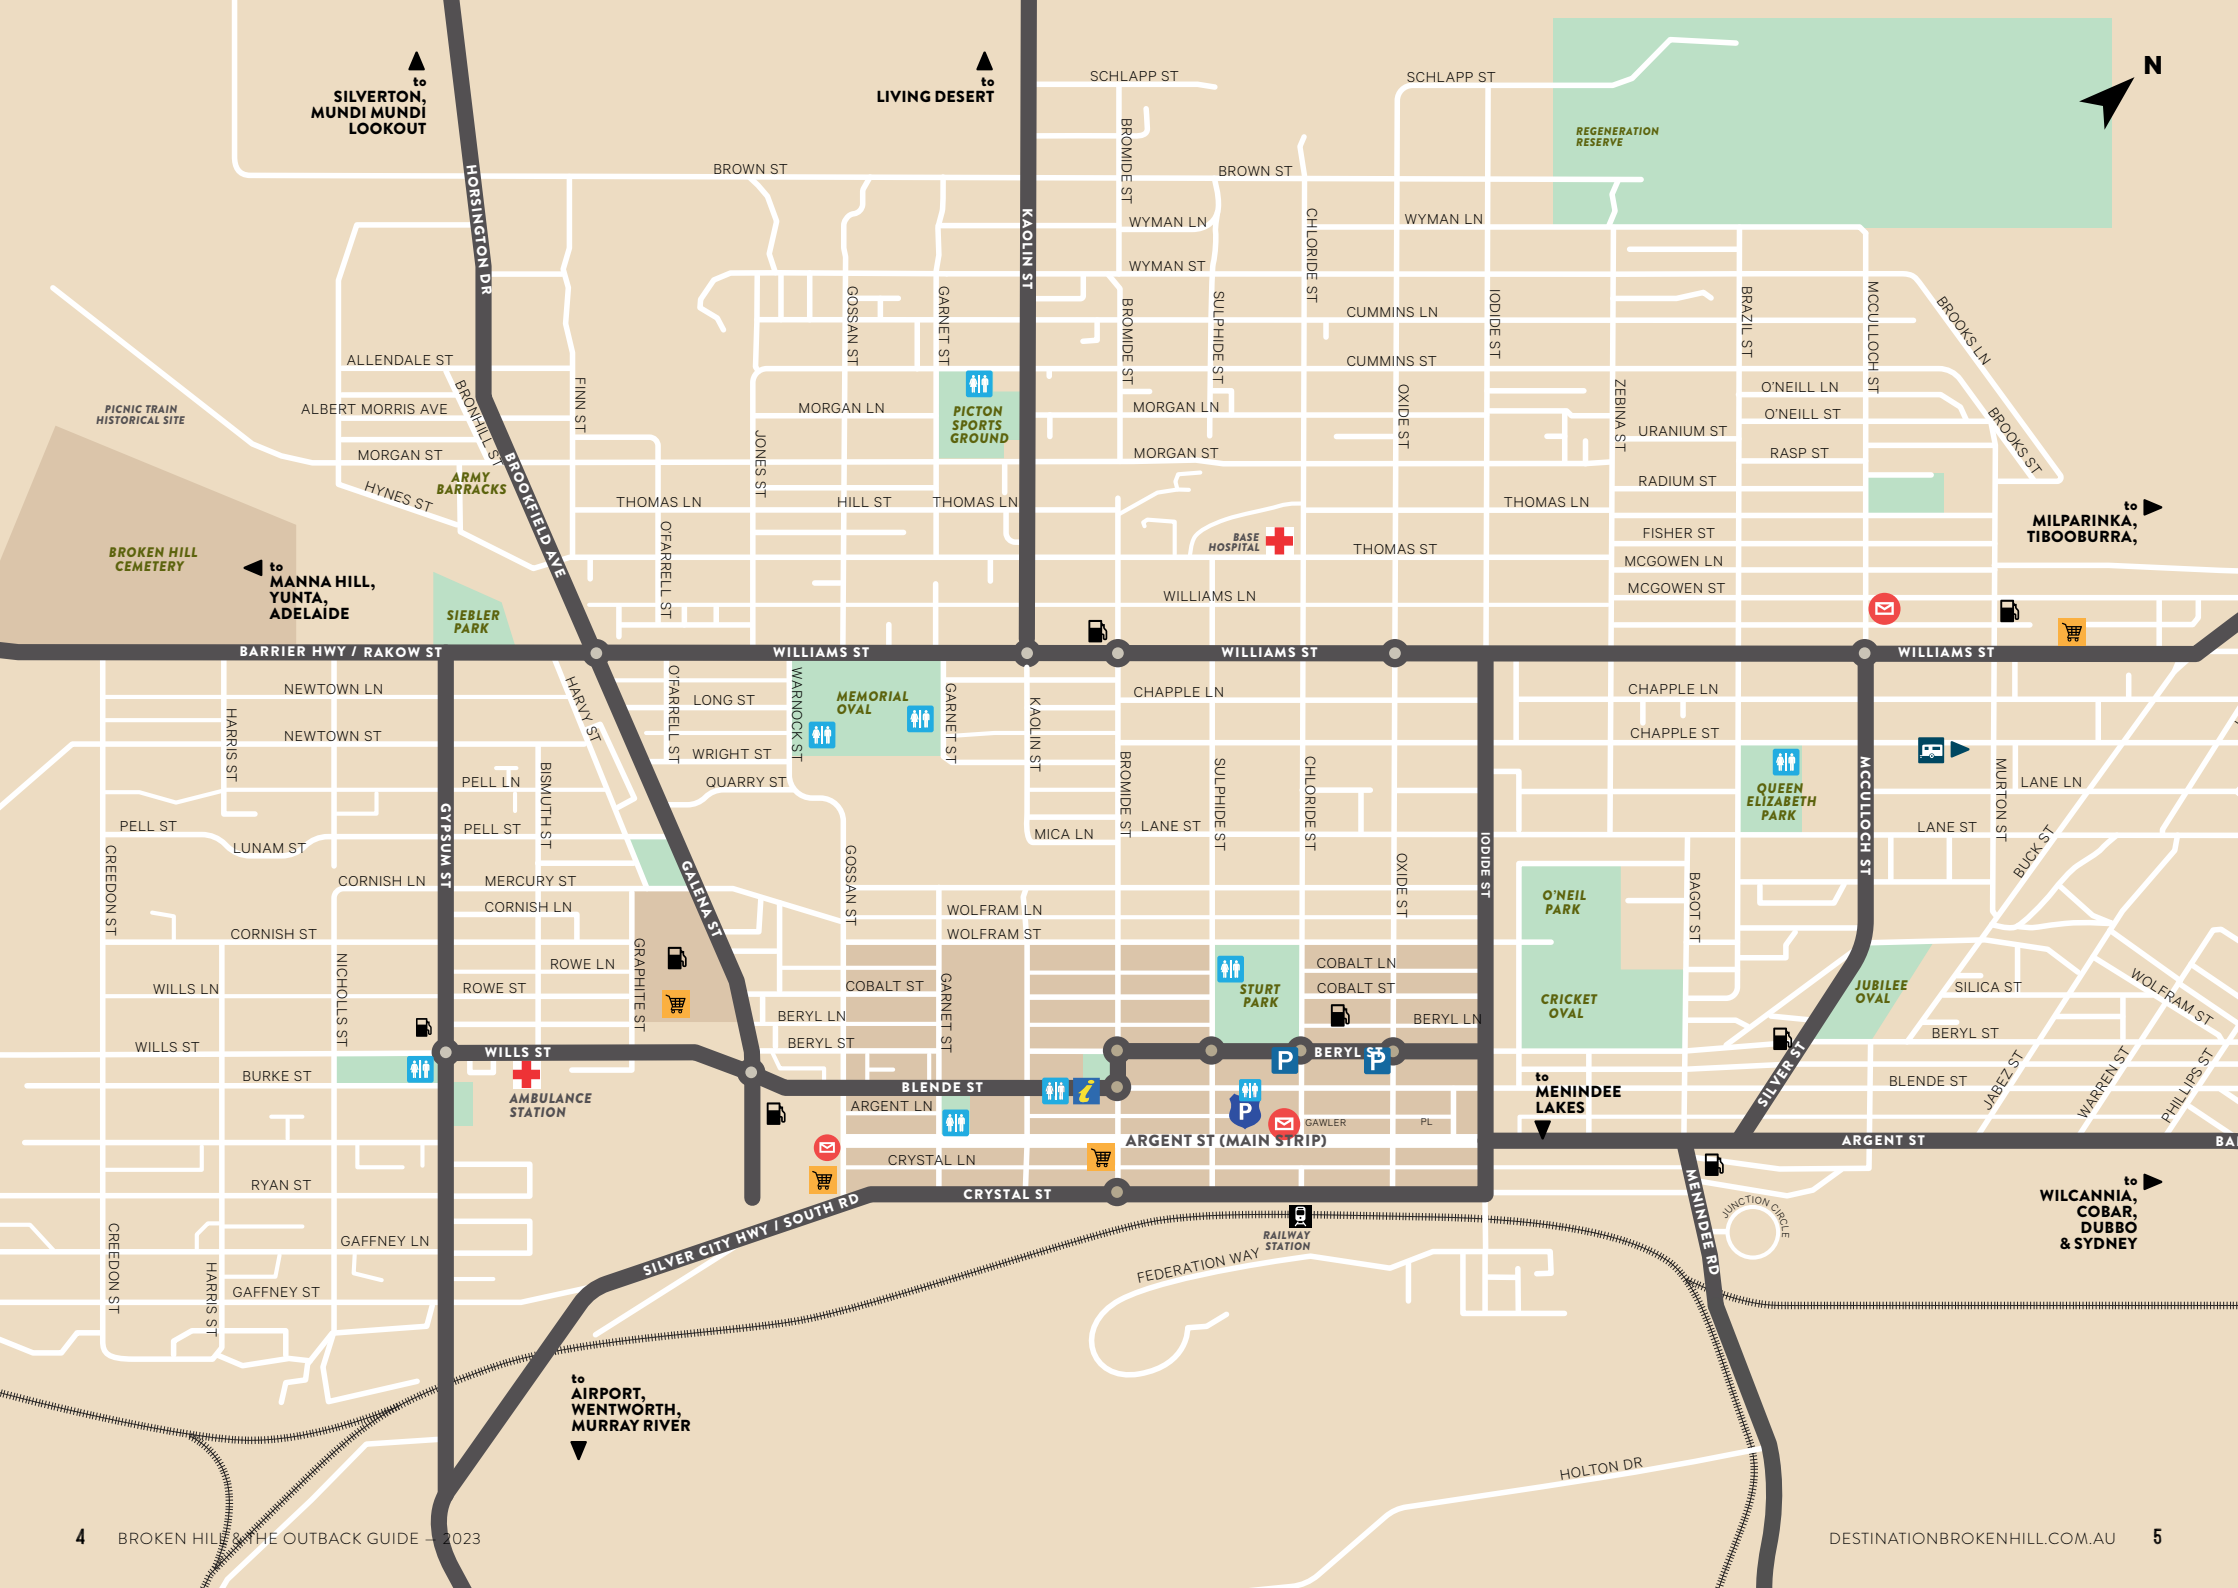 N
to
SILVERTON,
MUNDI MUNDI
LOOKOUT
to
LIVING DESERT
SCHLAPP ST
SCHLAPP ST
REGENERATION
RESERVE
HORSINGTON DR
BROWN ST
BROWN ST
BROMIDE ST
KAOLIN ST
WYMAN LN
WYMAN LN
CHLORIDE ST
WYMAN ST
GOSSAN ST
GARNET ST
BROMIDE ST
SULPHIDE ST
CUMMINS LN
IODIDE ST
BRAZIL ST
MCCULLOCH ST
BROOKS LN
ALLENDALE ST
CUMMINS ST
BRONHILL ST
FINN ST
PICNIC TRAIN
HISTORICAL SITE
ALBERT MORRIS AVE
MORGAN LN
PICTON
SPORTS
GROUND
MORGAN LN
OXIDE ST
ZEBINA ST
O'NEILL LN
O'NEILL ST
BROOKS ST
URANIUM ST
MORGAN ST
JONES ST
MORGAN ST
RASP ST
ARMY
BARRACKS
BROOKFIELD AVE
HYNES ST
THOMAS LN
HILL ST
THOMAS LN
THOMAS LN
RADIUM ST
to
MILPARINKA,
TIBOOBURRA,
O'FARRELL ST
BASE
HOSPITAL
THOMAS ST
FISHER ST
BROKEN HILL
CEMETERY
to
MANNA HILL,
YUNTA,
ADELAIDE
MCGOWEN LN
MCGOWEN ST
SIEBLER
PARK
WILLIAMS LN
BARRIER HWY / RAKOW ST
WILLIAMS ST
WILLIAMS ST
WILLIAMS ST
NEWTOWN LN
HARVY ST
O'FARRELL ST
LONG ST
WARNOCK ST
MEMORIAL
OVAL
GARNET ST
KAOLIN ST
CHAPPLE LN
CHAPPLE LN
HARRIS ST
NEWTOWN ST
WRIGHT ST
CHAPPLE ST
BISMUTH ST
PELL LN
QUARRY ST
BROMIDE ST
SULPHIDE ST
CHLORIDE ST
QUEEN
ELIZABETH
PARK
MCCULLOCH ST
MURTON ST
LANE LN
GYPSUM ST
PELL ST
PELL ST
MICA LN
LANE ST
IODIDE ST
LANE ST
BUCK ST
LUNAM ST
CREEDON ST
CORNISH LN
MERCURY ST
GALENA ST
GOSSAN ST
OXIDE ST
BAGOT ST
CORNISH LN
O'NEIL
PARK
WOLFRAM LN
CORNISH ST
WOLFRAM ST
GRAPHITE ST
NICHOLLS ST
ROWE LN
COBALT LN
WOLFRAM ST
WILLS LN
ROWE ST
COBALT ST
GARNET ST
STURT
PARK
COBALT ST
CRICKET
OVAL
JUBILEE
OVAL
SILICA ST
BERYL LN
BERYL LN
WILLS ST
WILLS ST
BERYL ST
BERYL ST
P
P
BERYL ST
SILVER ST
JABEZ ST
WARREN ST
PHILLIPS ST
BURKE ST
BLENDE ST
i
BLENDE ST
AMBULANCE
STATION
ARGENT LN
P
GAWLER
PL
to
MENINDEE
LAKES
ARGENT ST (MAIN STRIP)
ARGENT ST
BA
CRYSTAL LN
RYAN ST
CRYSTAL ST
MENINDEE RD
to
WILCANNIA,
COBAR,
DUBBO
& SYDNEY
SILVER CITY HWY / SOUTH RD
JUNCTION CIRCLE
CREEDON ST
GAFFNEY LN
RAILWAY
STATION
FEDERATION WAY
HARRIS ST
GAFFNEY ST
to
AIRPORT,
WENTWORTH,
MURRAY RIVER
HOLTON DR
4 BROKEN HILL & THE OUTBACK GUIDE – 2023
DESTINATIONBROKENHILL.COM.AU 5